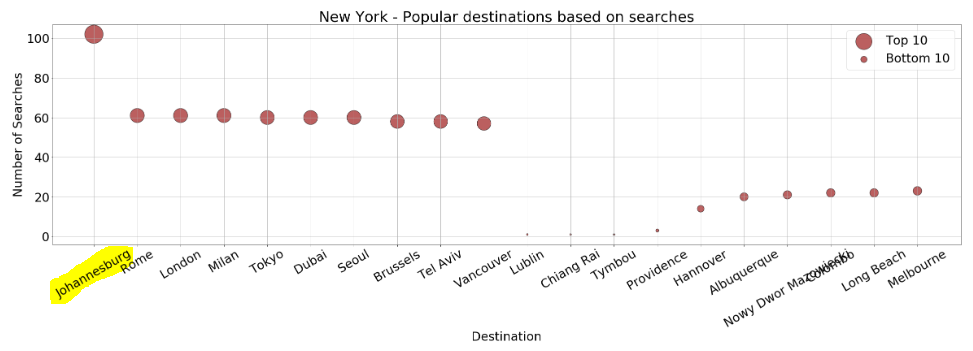 New York - Popular destinations based on searches
Top 10
Bottom 10
Number of Searches
100
80
60
40
20
0
Johannesburg
Rome
London
Milan
Tokyo
Dubai
Seoul
Brussels
Tel Aviv
Vancouver
Lublin
Chiang Rai
Tymbou
Providence
Hannover
Albuquerque
Nowy Dwor Mazowiecki
Colombo
Long Beach
Melbourne
Destination